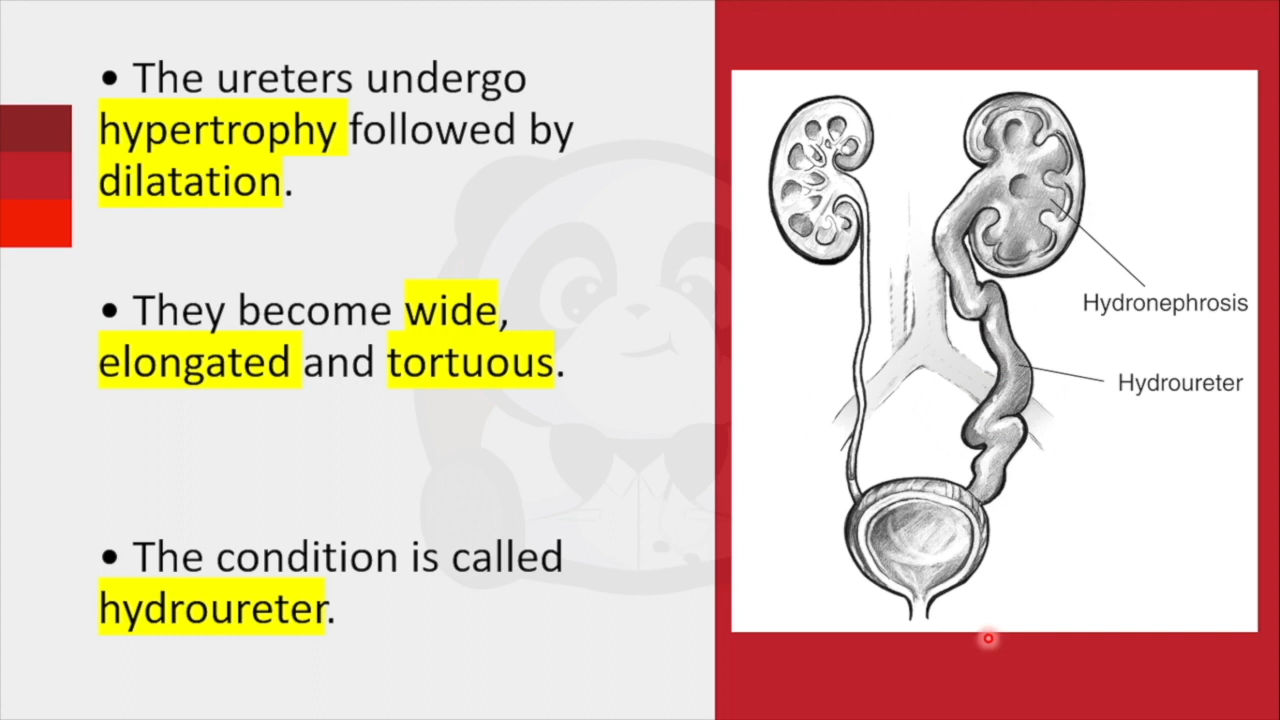 • The ureters undergo
hypertrophy followed by
dilatation.
• They become wide,
elongated and tortuous.
• The condition is called
hydroureter.
Hydronephrosis
Hydroureter